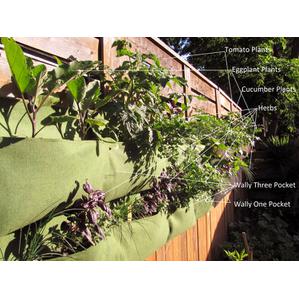 Tomato Plants
Eggplant Plants
Cucumber Plants
Herbs
Wally Three Pocket
Wally One Pocket